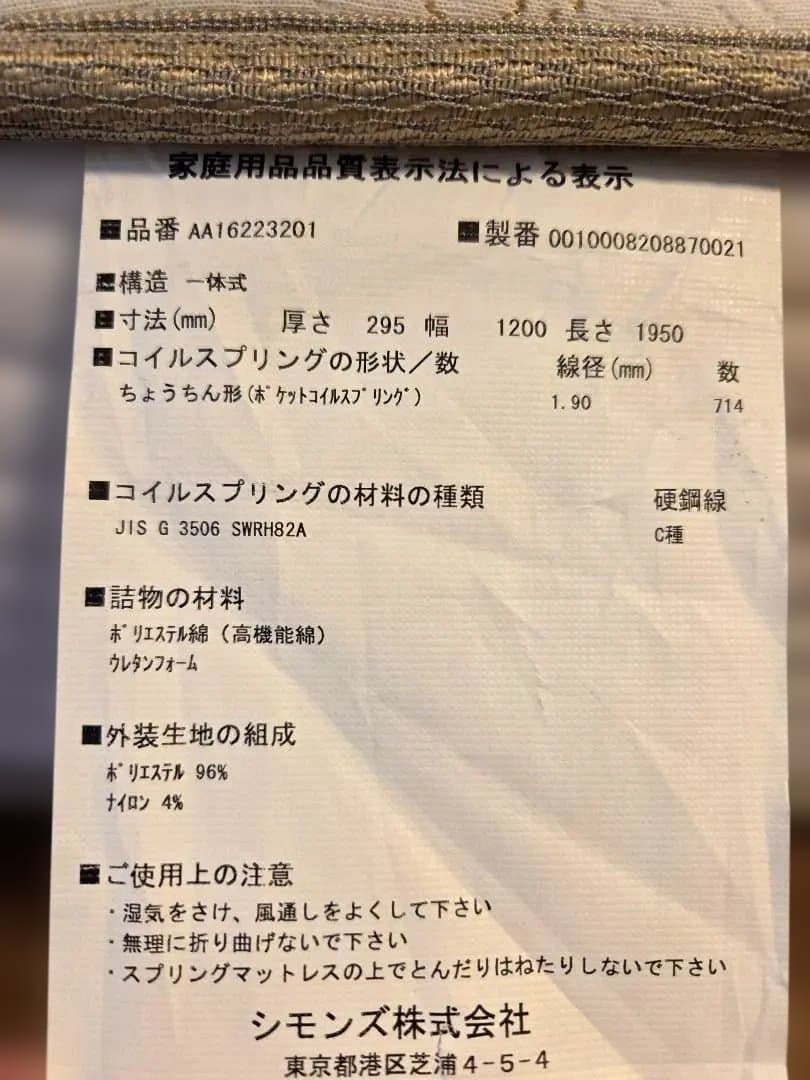 家庭用品品質表示法による表示
■品番 AA16223201 ■製番 0010008208870021
■構造 一体式
■寸法(mm) 厚さ 295 幅 1200 長さ 1950
■コイルスプリングの形状／数 線径(mm) 数
ちょうちん形(ﾎﾟｹｯﾄｺｲﾙｽﾌﾟﾘﾝｸﾞ) 1.90 714
■コイルスプリングの材料の種類 硬鋼線
JIS G 3506 SWRH82A C種
■詰物の材料
ﾎﾟﾘｴｽﾃﾙ綿 (高機能綿)
ｳﾚﾀﾝﾌｫｰﾑ
■外装生地の組成
ﾎﾟﾘｴｽﾃﾙ 96%
ﾅｲﾛﾝ 4%
■ご使用上の注意
・湿気をさけ、風通しをよくして下さい
・無理に折り曲げないで下さい
・スプリングマットレスの上でとんだりはねたりしないで下さい
シモンズ株式会社
東京都港区芝浦4-5-4